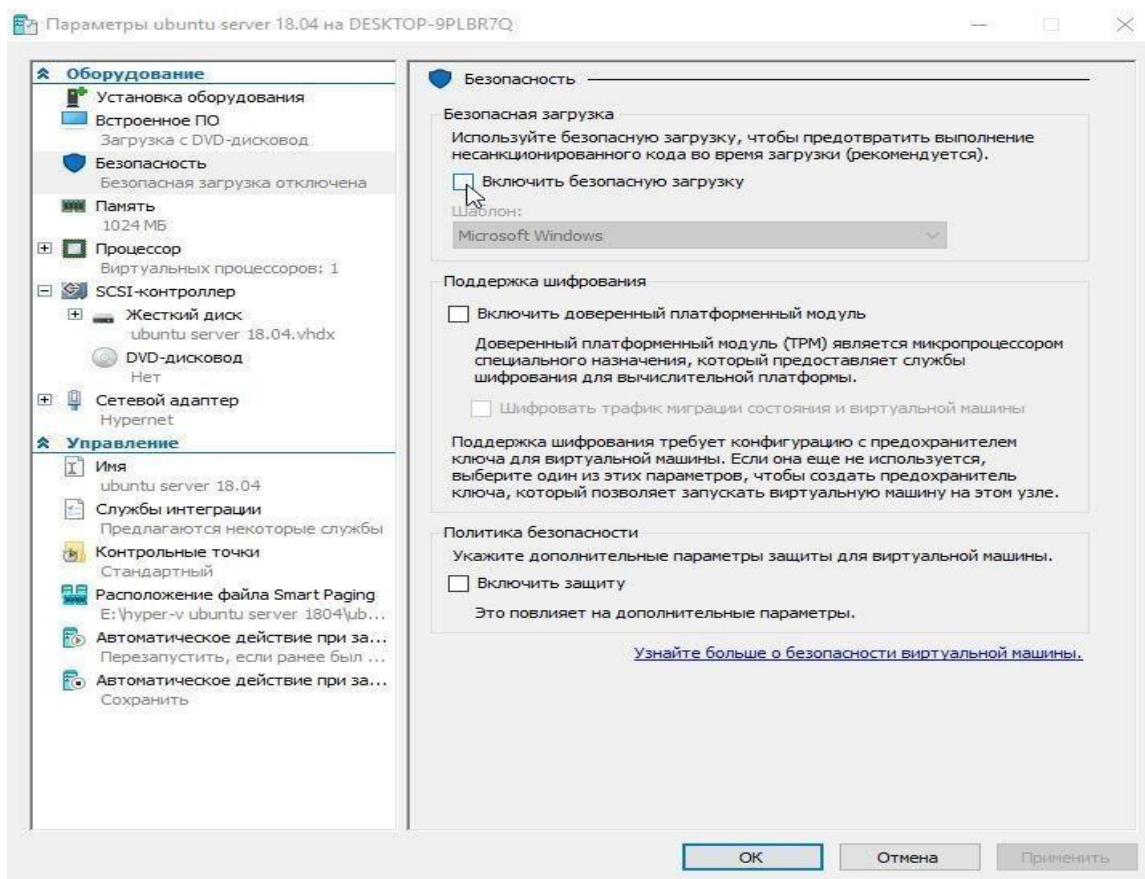 Параметры ubuntu server 18.04 на DESKTOP-9PLBR7Q
Оборудование
Установка оборудования
Встроенное ПО
Загрузка с DVD-дисковод
Безопасность
Безопасная загрузка отключена
Память
1024 МБ
Процессор
Виртуальных процессоров: 1
SCSI-контроллер
Жесткий диск
ubuntu server 18.04.vhdx
DVD-дисковод
Нет
Сетевой адаптер
Hypernet
Управление
Имя
ubuntu server 18.04
Службы интеграции
Предлагаются некоторые службы
Контрольные точки
Стандартный
Расположение файла Smart Paging
E:\hyper-v ubuntu server 1804\ub...
Автоматическое действие при за...
Перезапустить, если ранее был ...
Автоматическое действие при за...
Сохранить
Безопасность
Безопасная загрузка
Используйте безопасную загрузку, чтобы предотвратить выполнение
несанкционированного кода во время загрузки (рекомендуется).
Включить безопасную загрузку
Шаблон:
Microsoft Windows
Поддержка шифрования
Включить доверенный платформенный модуль
Доверенный платформенный модуль (TPM) является микропроцессором
специального назначения, который предоставляет службы
шифрования для вычислительной платформы.
Шифровать трафик миграции состояния и виртуальной машины
Поддержка шифрования требует конфигурацию с предохранителем
ключа для виртуальной машины. Если она еще не используется,
выберите один из этих параметров, чтобы создать предохранитель
ключа, который позволяет запускать виртуальную машину на этом узле.
Политика безопасности
Укажите дополнительные параметры защиты для виртуальной машины.
Включить защиту
Это повлияет на дополнительные параметры.
Узнайте больше о безопасности виртуальной машины.
ОК
Отмена
Применить